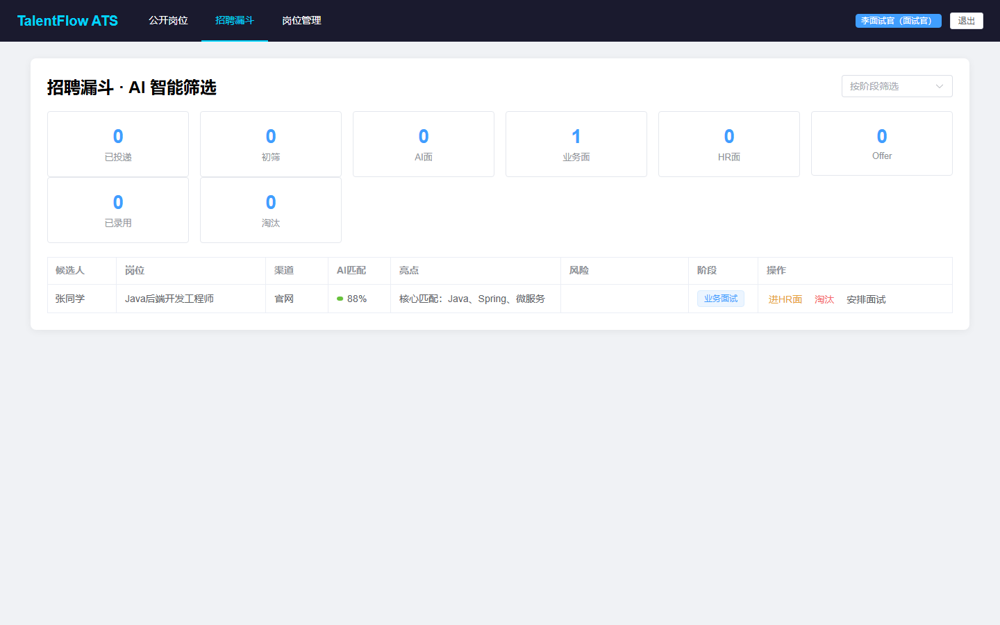 TalentFlow ATS 公开岗位 招聘漏斗 岗位管理 李面试官（面试官） 退出
招聘漏斗 · AI 智能筛选 按阶段筛选
0 0 0 1 0 0
已投递 初筛 AI面 业务面 HR面 Offer
0 0
已录用 淘汰
候选人 岗位 渠道 AI匹配 亮点 风险 阶段 操作
张同学 Java后端开发工程师 官网 88% 核心匹配：Java、Spring、微服务 业务面试 进HR面 淘汰 安排面试